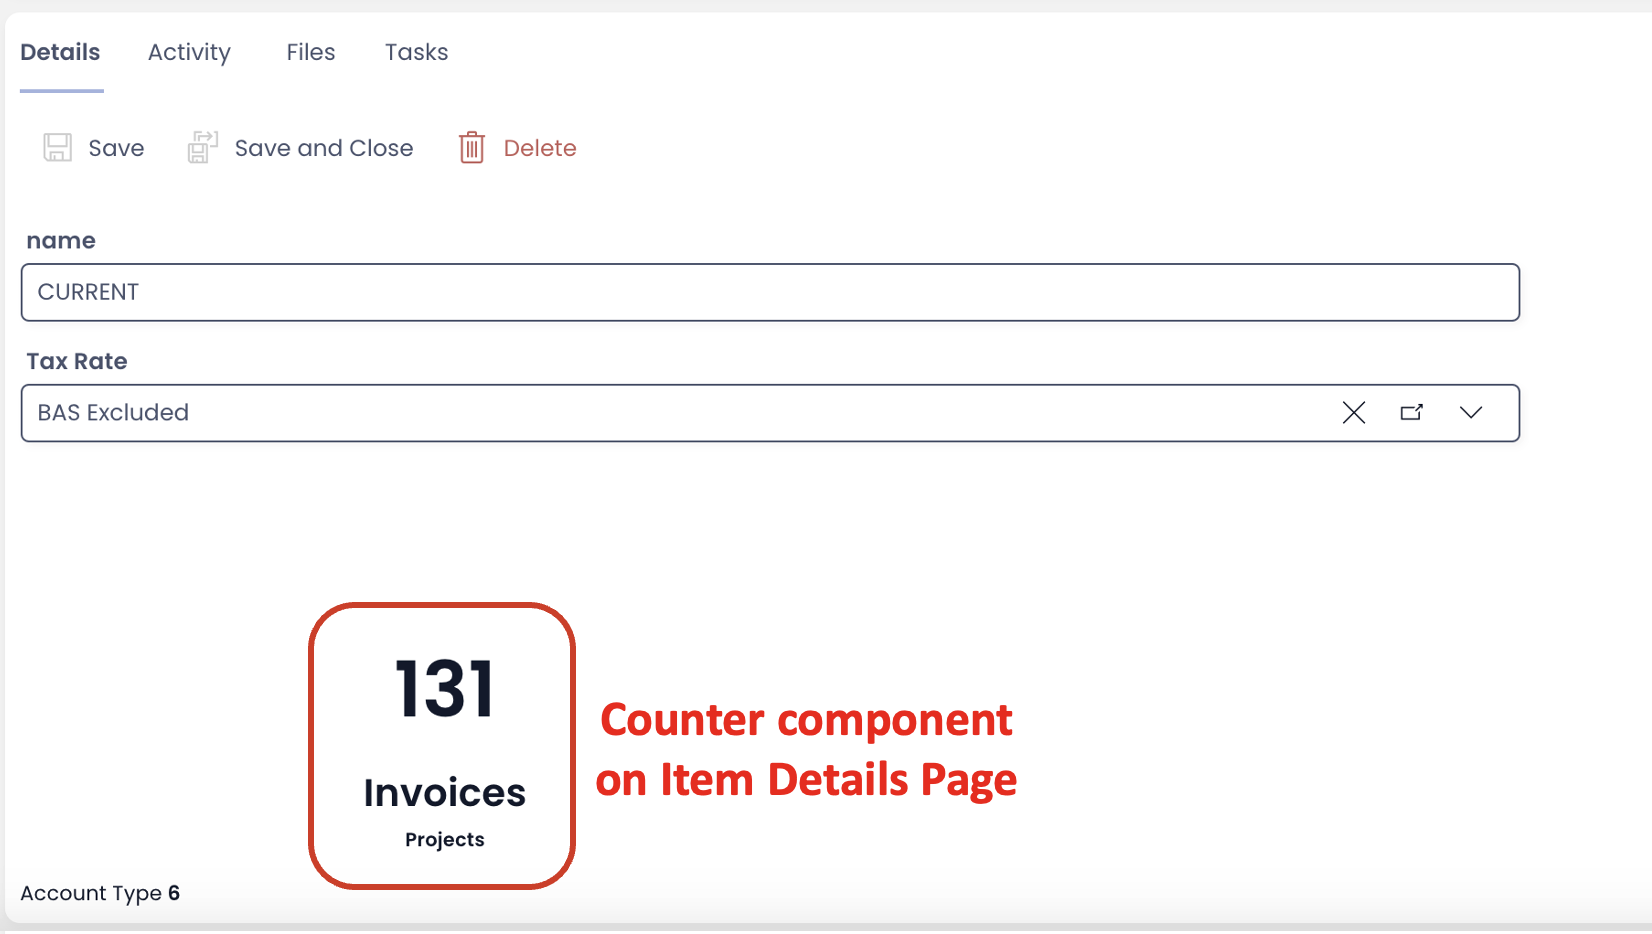 Details Activity Files Tasks
Save Save and Close Delete
name
CURRENT
Tax Rate
BAS Excluded
131
Invoices
Projects
Counter component
on Item Details Page
Account Type 6